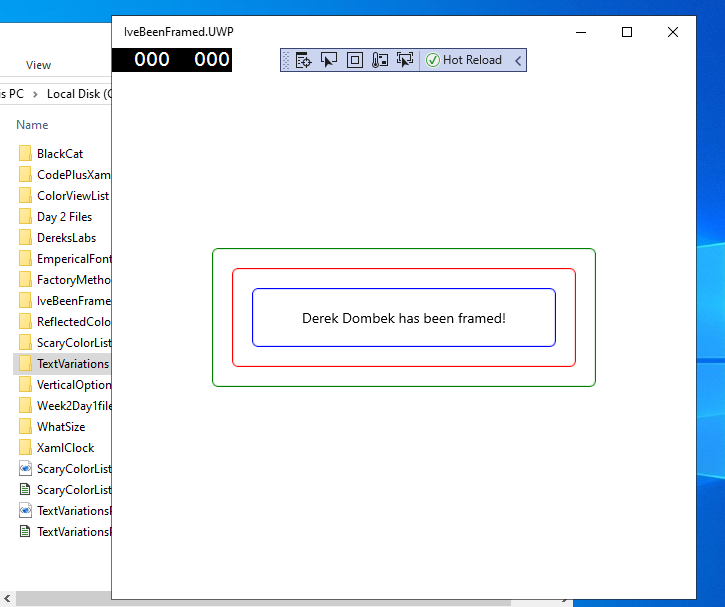 IveBeenFramed.UWP
000 000
Hot Reload
View
is PC > Local Disk (C
Name
BlackCat
CodePlusXam
ColorViewList
Day 2 Files
DereksLabs
EmpericalFont
FactoryMetho
IveBeenFrame
ReflectedColo
ScaryColorList
TextVariations
VerticalOption
Week2Day1file
WhatSize
XamlClock
ScaryColorList
ScaryColorList
TextVariations
TextVariations
Derek Dombek has been framed!